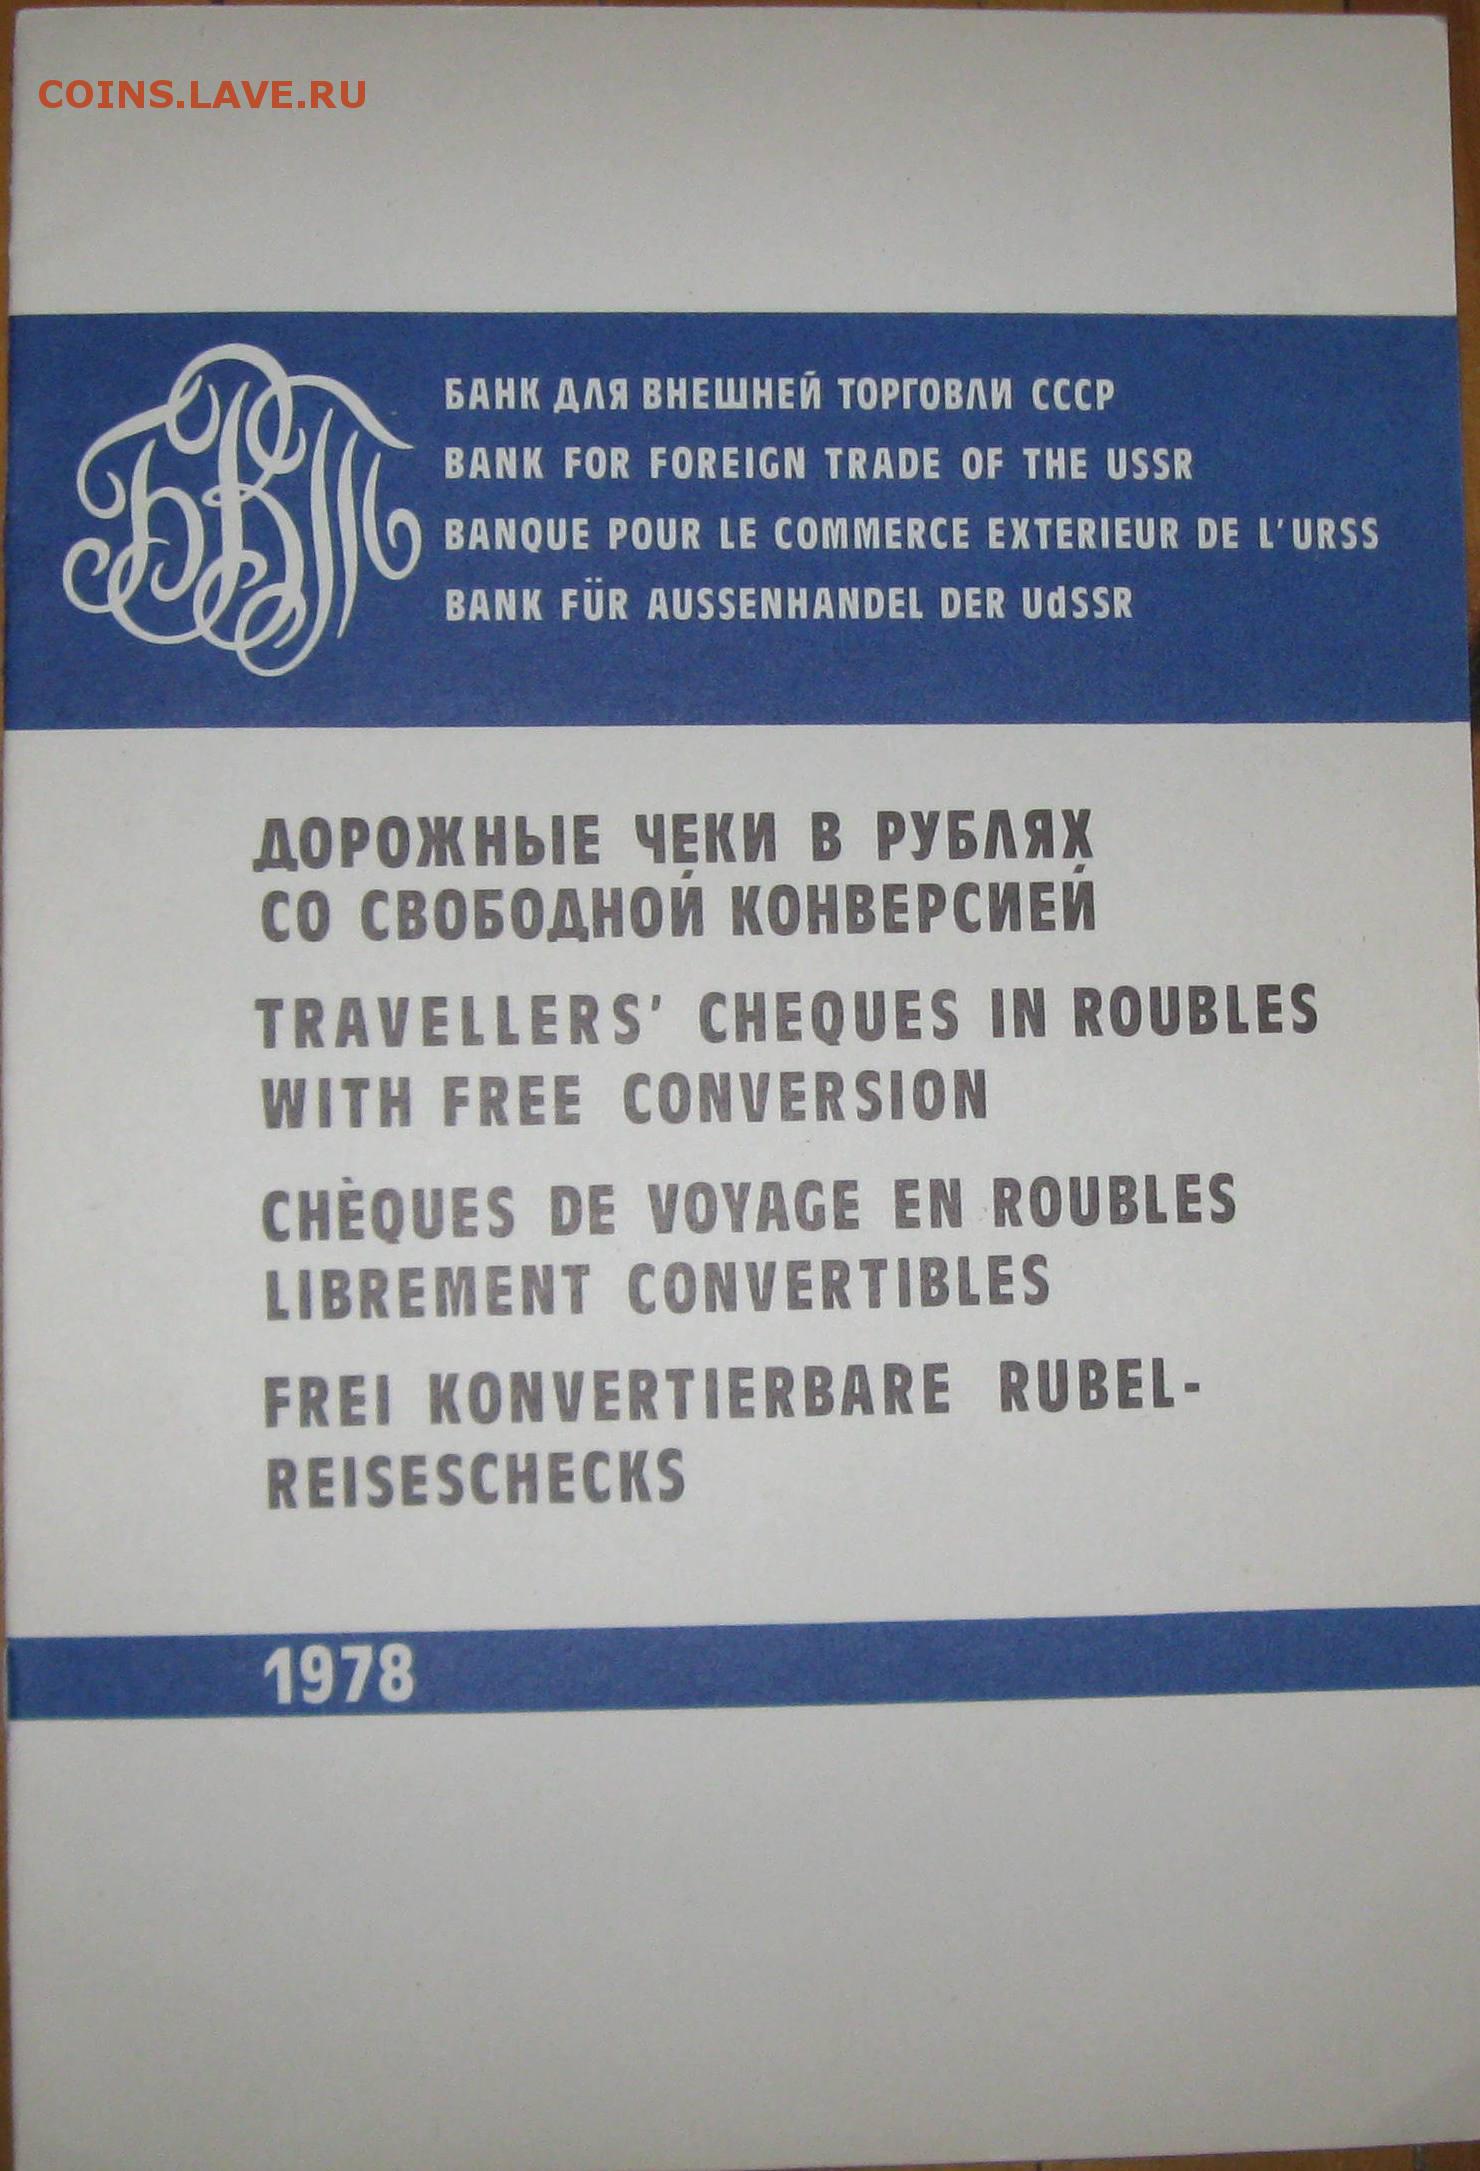 COINS.LAVE.RU
БВТ
БАНК ДЛЯ ВНЕШНЕЙ ТОРГОВЛИ СССР
BANK FOR FOREIGN TRADE OF THE USSR
BANQUE POUR LE COMMERCE EXTERIEUR DE L'URSS
BANK FÜR AUSSENHANDEL DER UdSSR
ДОРОЖНЫЕ ЧЕКИ В РУБЛЯХ
СО СВОБОДНОЙ КОНВЕРСИЕЙ
TRAVELLERS' CHEQUES IN ROUBLES
WITH FREE CONVERSION
CHÈQUES DE VOYAGE EN ROUBLES
LIBREMENT CONVERTIBLES
FREI KONVERTIERBARE RUBEL-
REISESCHECKS
1978